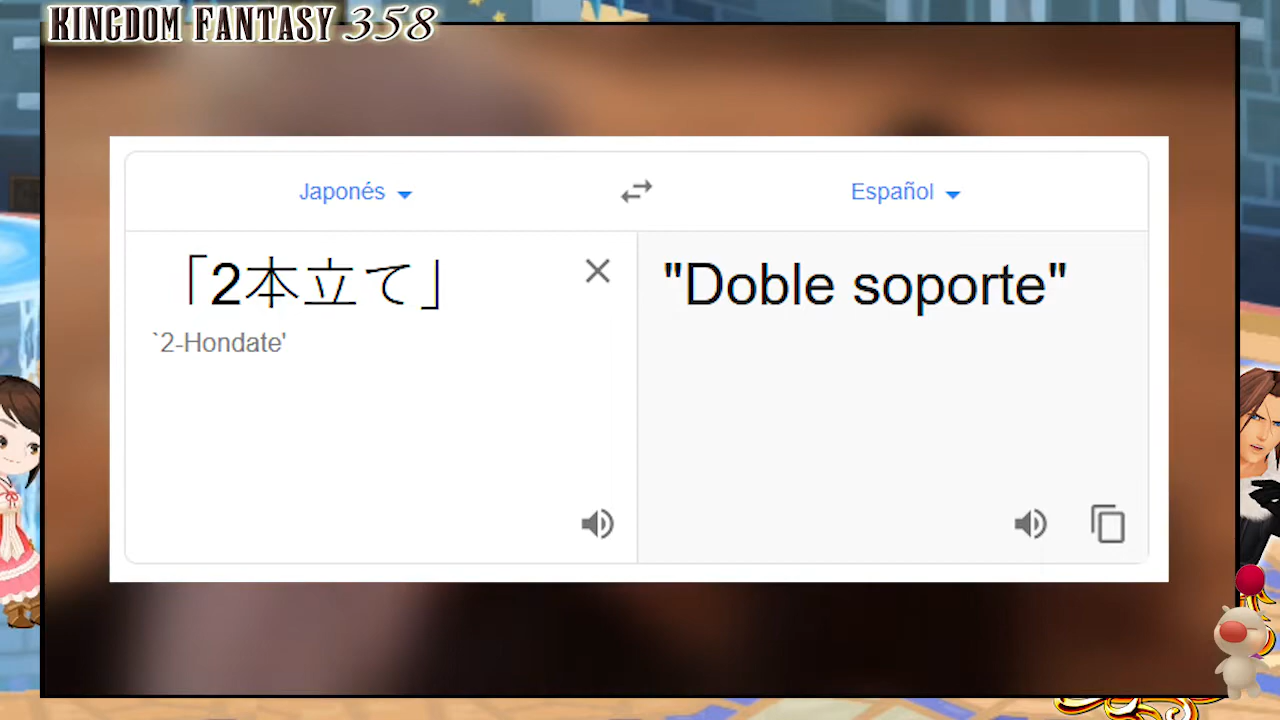 KINGDOM FANTASY 358
Japonés
Español
「2本立て」
"Doble soporte"
`2-Hondate'